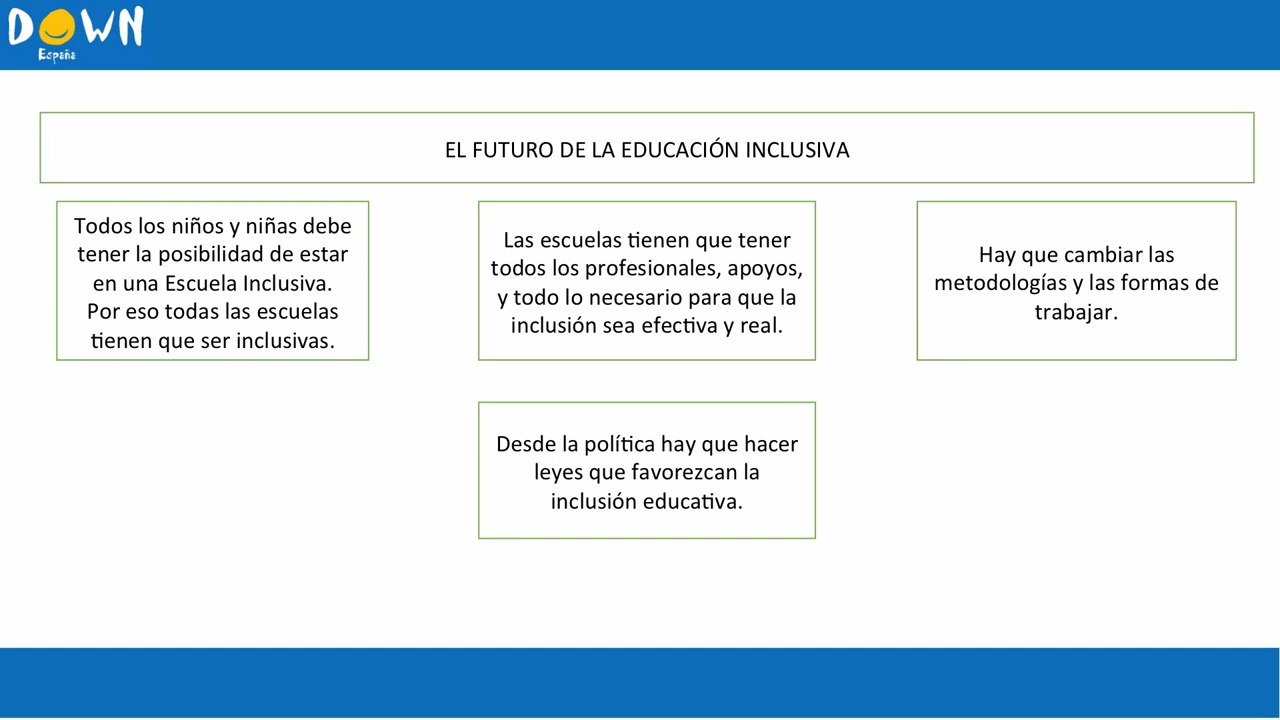 DOWN
España
EL FUTURO DE LA EDUCACIÓN INCLUSIVA
Todos los niños y niñas debe
tener la posibilidad de estar
en una Escuela Inclusiva.
Por eso todas las escuelas
tienen que ser inclusivas.
Las escuelas tienen que tener
todos los profesionales, apoyos,
y todo lo necesario para que la
inclusión sea efectiva y real.
Hay que cambiar las
metodologías y las formas de
trabajar.
Desde la política hay que hacer
leyes que favorezcan la
inclusión educativa.